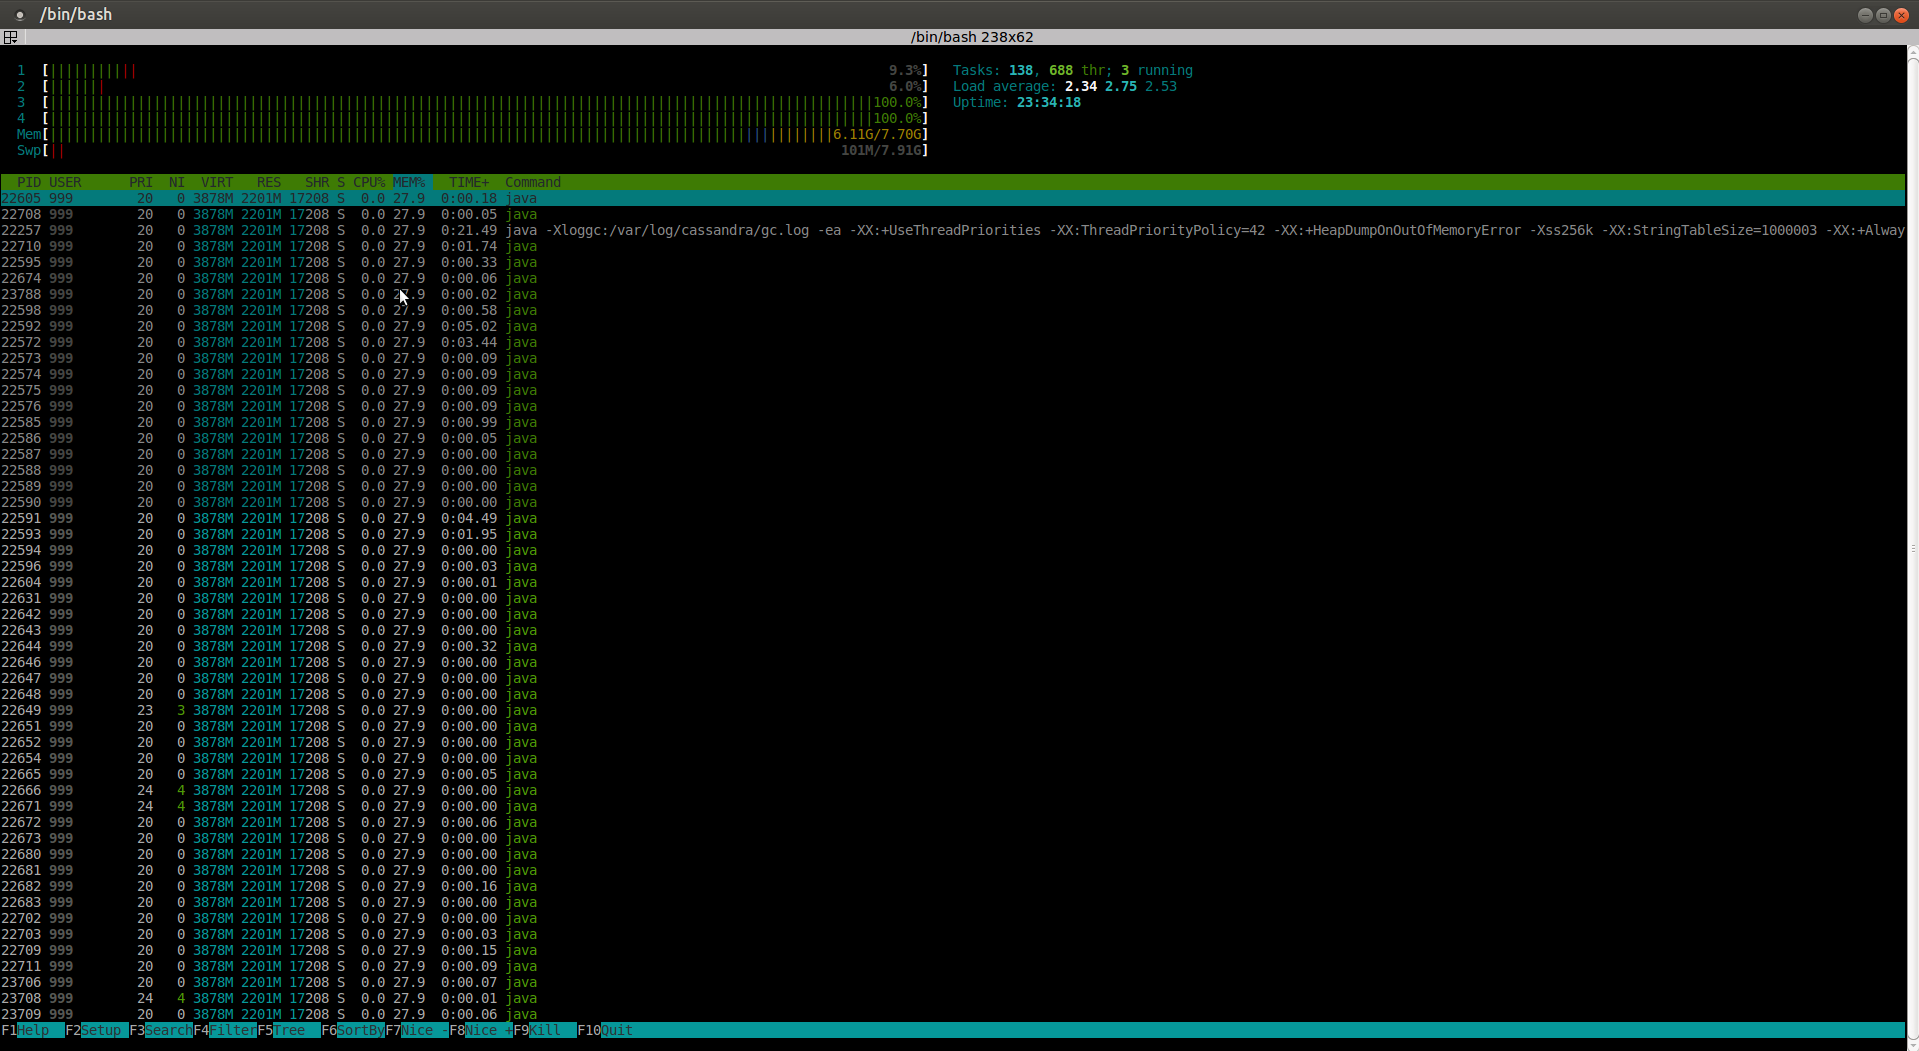 /bin/bash
/bin/bash 238x62
1 [||||||||||| 9.3%] Tasks: 138, 688 thr; 3 running
2 [||||||| 6.0%] Load average: 2.34 2.75 2.53
3 [|||||||||||||||||||||||||||||||||||||||||||||||||||||||||||||||||||||||||||||||||||||||||||||||||||||||100.0%] Uptime: 23:34:18
4 [|||||||||||||||||||||||||||||||||||||||||||||||||||||||||||||||||||||||||||||||||||||||||||||||||||||||100.0%]
Mem[||||||||||||||||||||||||||||||||||||||||||||||||||||||||||||||||||||||||||||||||||||||||||||||||||6.11G/7.70G]
Swp[|| 101M/7.91G]
PID USER PRI NI VIRT RES SHR S CPU% MEM% TIME+ Command
22605 999 20 0 3878M 2201M 17208 S 0.0 27.9 0:00.18 java
22708 999 20 0 3878M 2201M 17208 S 0.0 27.9 0:00.05 java
22257 999 20 0 3878M 2201M 17208 S 0.0 27.9 0:21.49 java -Xloggc:/var/log/cassandra/gc.log -ea -XX:+UseThreadPriorities -XX:ThreadPriorityPolicy=42 -XX:+HeapDumpOnOutOfMemoryError -Xss256k -XX:StringTableSize=1000003 -XX:+Alway
22710 999 20 0 3878M 2201M 17208 S 0.0 27.9 0:01.74 java
22595 999 20 0 3878M 2201M 17208 S 0.0 27.9 0:00.33 java
22674 999 20 0 3878M 2201M 17208 S 0.0 27.9 0:00.06 java
23788 999 20 0 3878M 2201M 17208 S 0.0 27.9 0:00.02 java
22598 999 20 0 3878M 2201M 17208 S 0.0 27.9 0:00.58 java
22592 999 20 0 3878M 2201M 17208 S 0.0 27.9 0:05.02 java
22572 999 20 0 3878M 2201M 17208 S 0.0 27.9 0:03.44 java
22573 999 20 0 3878M 2201M 17208 S 0.0 27.9 0:00.09 java
22574 999 20 0 3878M 2201M 17208 S 0.0 27.9 0:00.09 java
22575 999 20 0 3878M 2201M 17208 S 0.0 27.9 0:00.09 java
22576 999 20 0 3878M 2201M 17208 S 0.0 27.9 0:00.09 java
22585 999 20 0 3878M 2201M 17208 S 0.0 27.9 0:00.99 java
22586 999 20 0 3878M 2201M 17208 S 0.0 27.9 0:00.05 java
22587 999 20 0 3878M 2201M 17208 S 0.0 27.9 0:00.00 java
22588 999 20 0 3878M 2201M 17208 S 0.0 27.9 0:00.00 java
22589 999 20 0 3878M 2201M 17208 S 0.0 27.9 0:00.00 java
22590 999 20 0 3878M 2201M 17208 S 0.0 27.9 0:00.00 java
22591 999 20 0 3878M 2201M 17208 S 0.0 27.9 0:04.49 java
22593 999 20 0 3878M 2201M 17208 S 0.0 27.9 0:01.95 java
22594 999 20 0 3878M 2201M 17208 S 0.0 27.9 0:00.00 java
22596 999 20 0 3878M 2201M 17208 S 0.0 27.9 0:00.03 java
22604 999 20 0 3878M 2201M 17208 S 0.0 27.9 0:00.01 java
22631 999 20 0 3878M 2201M 17208 S 0.0 27.9 0:00.00 java
22642 999 20 0 3878M 2201M 17208 S 0.0 27.9 0:00.00 java
22643 999 20 0 3878M 2201M 17208 S 0.0 27.9 0:00.00 java
22644 999 20 0 3878M 2201M 17208 S 0.0 27.9 0:00.32 java
22646 999 20 0 3878M 2201M 17208 S 0.0 27.9 0:00.00 java
22647 999 20 0 3878M 2201M 17208 S 0.0 27.9 0:00.00 java
22648 999 20 0 3878M 2201M 17208 S 0.0 27.9 0:00.00 java
22649 999 23 3 3878M 2201M 17208 S 0.0 27.9 0:00.00 java
22651 999 20 0 3878M 2201M 17208 S 0.0 27.9 0:00.00 java
22652 999 20 0 3878M 2201M 17208 S 0.0 27.9 0:00.00 java
22654 999 20 0 3878M 2201M 17208 S 0.0 27.9 0:00.00 java
22665 999 20 0 3878M 2201M 17208 S 0.0 27.9 0:00.05 java
22666 999 24 4 3878M 2201M 17208 S 0.0 27.9 0:00.00 java
22671 999 24 4 3878M 2201M 17208 S 0.0 27.9 0:00.00 java
22672 999 20 0 3878M 2201M 17208 S 0.0 27.9 0:00.06 java
22673 999 20 0 3878M 2201M 17208 S 0.0 27.9 0:00.00 java
22680 999 20 0 3878M 2201M 17208 S 0.0 27.9 0:00.00 java
22681 999 20 0 3878M 2201M 17208 S 0.0 27.9 0:00.00 java
22682 999 20 0 3878M 2201M 17208 S 0.0 27.9 0:00.16 java
22683 999 20 0 3878M 2201M 17208 S 0.0 27.9 0:00.00 java
22702 999 20 0 3878M 2201M 17208 S 0.0 27.9 0:00.00 java
22703 999 20 0 3878M 2201M 17208 S 0.0 27.9 0:00.03 java
22709 999 20 0 3878M 2201M 17208 S 0.0 27.9 0:00.15 java
22711 999 20 0 3878M 2201M 17208 S 0.0 27.9 0:00.09 java
23706 999 20 0 3878M 2201M 17208 S 0.0 27.9 0:00.07 java
23708 999 24 4 3878M 2201M 17208 S 0.0 27.9 0:00.01 java
23709 999 20 0 3878M 2201M 17208 S 0.0 27.9 0:00.06 java
F1Help F2Setup F3SearchF4FilterF5Tree F6SortByF7Nice -F8Nice +F9Kill F10Quit